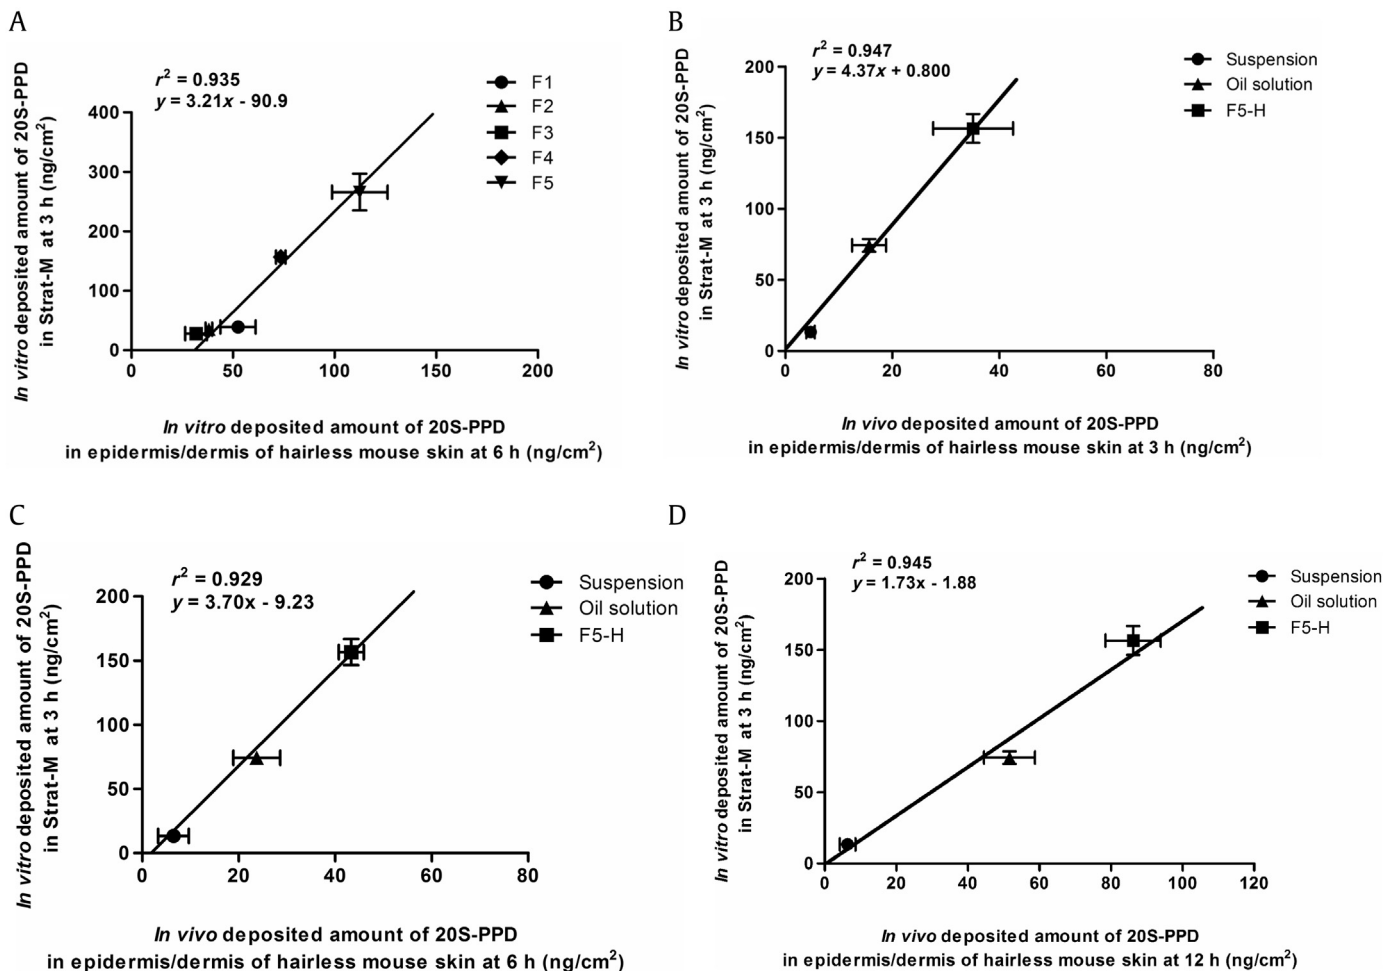 A
r² = 0.935
y = 3.21x - 90.9
F1
F2
F3
F4
F5
400
300
200
100
0
0 50 100 150 200
In vitro deposited amount of 20S-PPD
in Strat-M at 3 h (ng/cm²)
In vitro deposited amount of 20S-PPD
in epidermis/dermis of hairless mouse skin at 6 h (ng/cm²)
B
r² = 0.947
y = 4.37x + 0.800
Suspension
Oil solution
F5-H
200
150
100
50
0
0 20 40 60 80
In vitro deposited amount of 20S-PPD
in Strat-M at 3 h (ng/cm²)
In vivo deposited amount of 20S-PPD
in epidermis/dermis of hairless mouse skin at 3 h (ng/cm²)
C
r² = 0.929
y = 3.70x - 9.23
Suspension
Oil solution
F5-H
200
150
100
50
0
0 20 40 60 80
In vitro deposited amount of 20S-PPD
in Strat-M at 3 h (ng/cm²)
In vivo deposited amount of 20S-PPD
in epidermis/dermis of hairless mouse skin at 6 h (ng/cm²)
D
r² = 0.945
y = 1.73x - 1.88
Suspension
Oil solution
F5-H
200
150
100
50
0
0 20 40 60 80 100 120
In vitro deposited amount of 20S-PPD
in Strat-M at 3 h (ng/cm²)
In vivo deposited amount of 20S-PPD
in epidermis/dermis of hairless mouse skin at 12 h (ng/cm²)